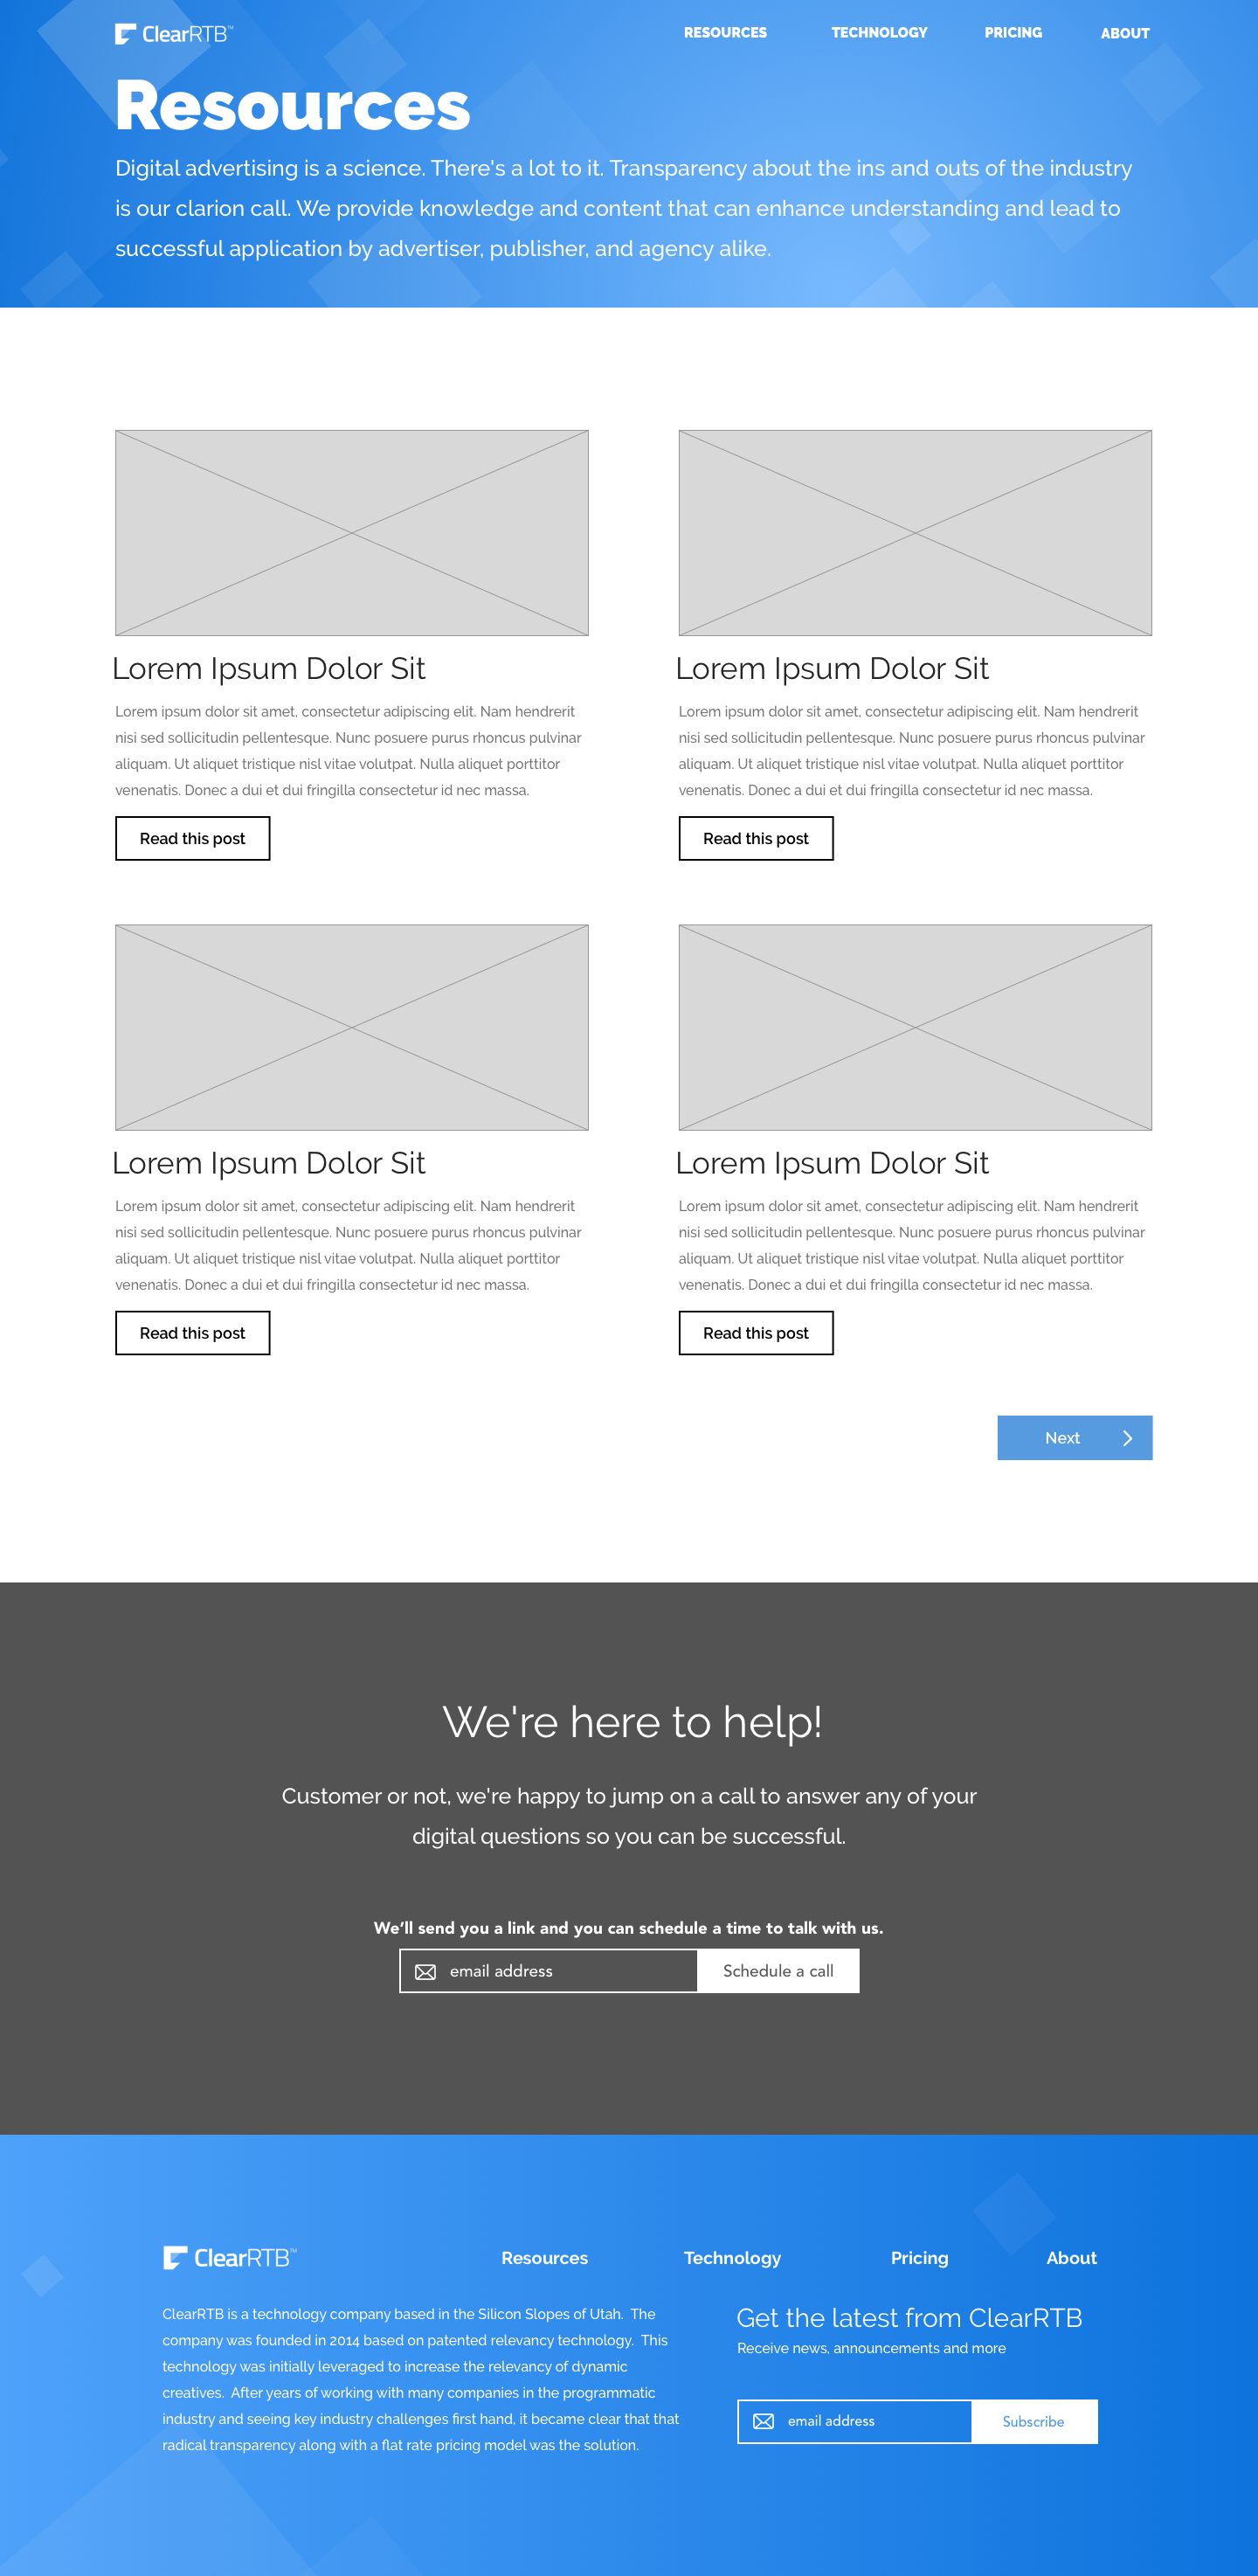 ClearRTB™
RESOURCES TECHNOLOGY PRICING ABOUT
Resources
Digital advertising is a science. There's a lot to it. Transparency about the ins and outs of the industry
is our clarion call. We provide knowledge and content that can enhance understanding and lead to
successful application by advertiser, publisher, and agency alike.
Lorem Ipsum Dolor Sit
Lorem ipsum dolor sit amet, consectetur adipiscing elit. Nam hendrerit
nisi sed sollicitudin pellentesque. Nunc posuere purus rhoncus pulvinar
aliquam. Ut aliquet tristique nisl vitae volutpat. Nulla aliquet porttitor
venenatis. Donec a dui et dui fringilla consectetur id nec massa.
Read this post
Lorem Ipsum Dolor Sit
Lorem ipsum dolor sit amet, consectetur adipiscing elit. Nam hendrerit
nisi sed sollicitudin pellentesque. Nunc posuere purus rhoncus pulvinar
aliquam. Ut aliquet tristique nisl vitae volutpat. Nulla aliquet porttitor
venenatis. Donec a dui et dui fringilla consectetur id nec massa.
Read this post
Lorem Ipsum Dolor Sit
Lorem ipsum dolor sit amet, consectetur adipiscing elit. Nam hendrerit
nisi sed sollicitudin pellentesque. Nunc posuere purus rhoncus pulvinar
aliquam. Ut aliquet tristique nisl vitae volutpat. Nulla aliquet porttitor
venenatis. Donec a dui et dui fringilla consectetur id nec massa.
Read this post
Lorem Ipsum Dolor Sit
Lorem ipsum dolor sit amet, consectetur adipiscing elit. Nam hendrerit
nisi sed sollicitudin pellentesque. Nunc posuere purus rhoncus pulvinar
aliquam. Ut aliquet tristique nisl vitae volutpat. Nulla aliquet porttitor
venenatis. Donec a dui et dui fringilla consectetur id nec massa.
Read this post
Next
We're here to help!
Customer or not, we're happy to jump on a call to answer any of your
digital questions so you can be successful.
We’ll send you a link and you can schedule a time to talk with us.
email address
Schedule a call
ClearRTB™
Resources Technology Pricing About
ClearRTB is a technology company based in the Silicon Slopes of Utah. The
company was founded in 2014 based on patented relevancy technology. This
technology was initially leveraged to increase the relevancy of dynamic
creatives. After years of working with many companies in the programmatic
industry and seeing key industry challenges first hand, it became clear that that
radical transparency along with a flat rate pricing model was the solution.
Get the latest from ClearRTB
Receive news, announcements and more
email address
Subscribe